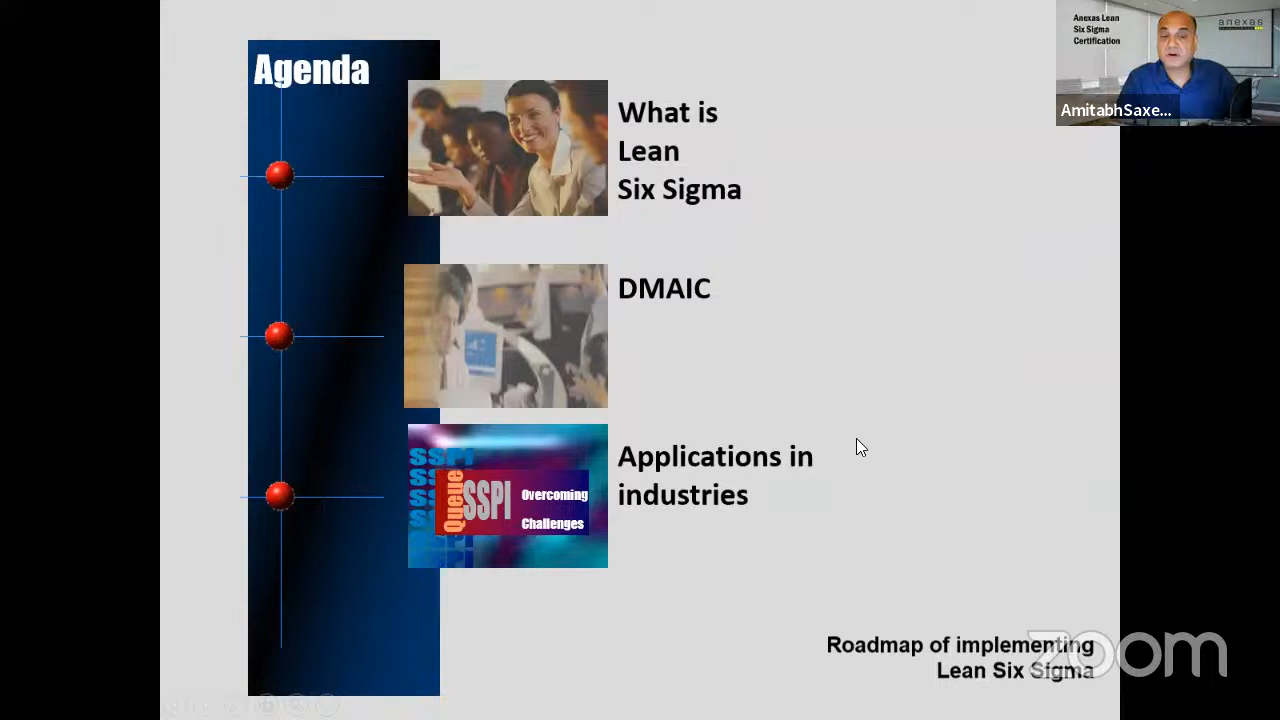 Agenda
What is
Lean
Six Sigma
DMAIC
SSPI
Queue
SSPI
Overcoming
Challenges
Applications in
industries
Roadmap of implementing
Lean Six Sigma
zoom
Anexas Lean
Six Sigma
Certification
anexas
AmitabhSaxe...